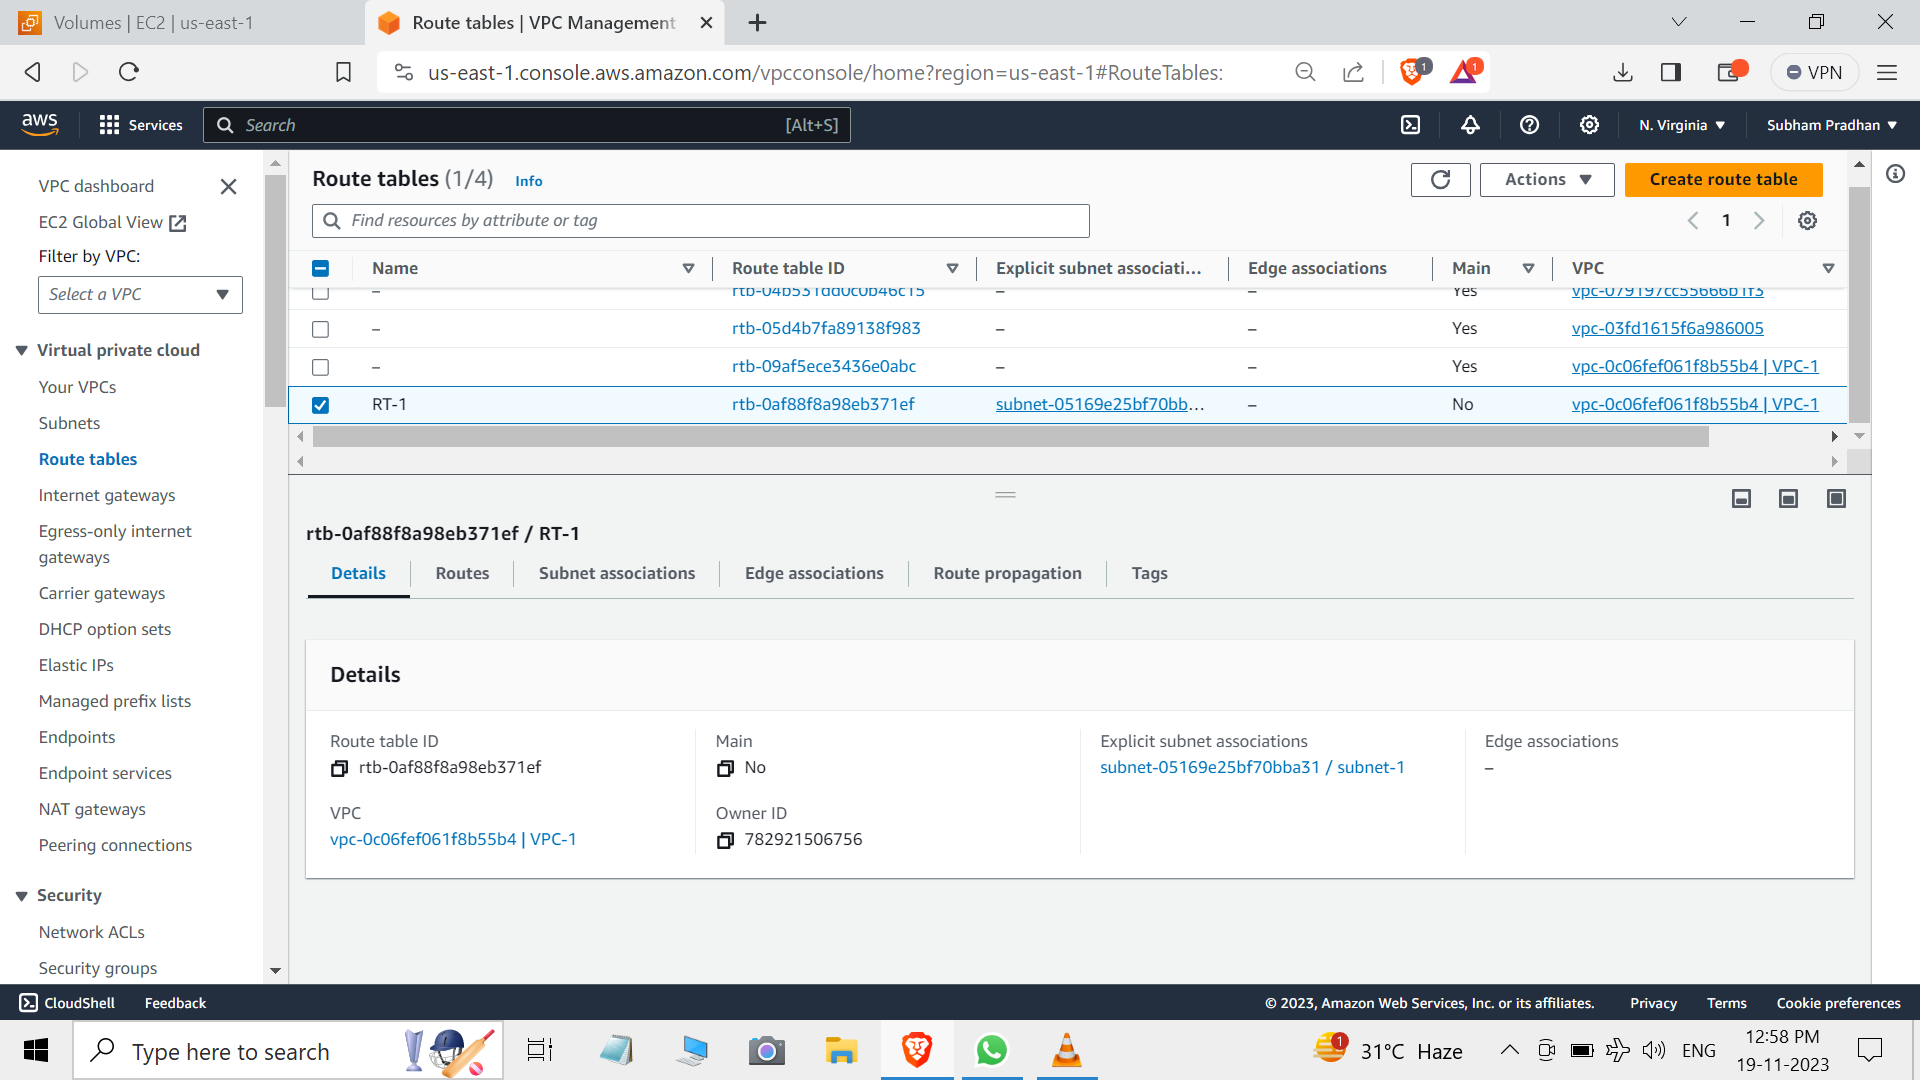 Volumes | EC2 | us-east-1
Route tables | VPC Management
us-east-1.console.aws.amazon.com/vpcconsole/home?region=us-east-1#RouteTables:
1
1
VPN
aws
Services
Search
[Alt+S]
N. Virginia
Subham Pradhan
VPC dashboard
EC2 Global View
Filter by VPC:
Select a VPC
Virtual private cloud
Your VPCs
Subnets
Route tables
Internet gateways
Egress-only internet
gateways
Carrier gateways
DHCP option sets
Elastic IPs
Managed prefix lists
Endpoints
Endpoint services
NAT gateways
Peering connections
Security
Network ACLs
Security groups
Route tables (1/4) Info
Actions
Create route table
Find resources by attribute or tag
1
Name Route table ID Explicit subnet associati... Edge associations Main VPC
– rtb-04b531dd0c0b46c15 – – Yes vpc-079197cc55666b1f3
– rtb-05d4b7fa89138f983 – – Yes vpc-03fd1615f6a986005
– rtb-09af5ece3436e0abc – – Yes vpc-0c06fef061f8b55b4 | VPC-1
RT-1 rtb-0af88f8a98eb371ef subnet-05169e25bf70bb... – No vpc-0c06fef061f8b55b4 | VPC-1
rtb-0af88f8a98eb371ef / RT-1
Details Routes Subnet associations Edge associations Route propagation Tags
Details
Route table ID
rtb-0af88f8a98eb371ef
Main
No
Explicit subnet associations
subnet-05169e25bf70bba31 / subnet-1
Edge associations
–
VPC
vpc-0c06fef061f8b55b4 | VPC-1
Owner ID
782921506756
CloudShell Feedback © 2023, Amazon Web Services, Inc. or its affiliates. Privacy Terms Cookie preferences
Type here to search
1
31°C Haze
ENG
12:58 PM
19-11-2023